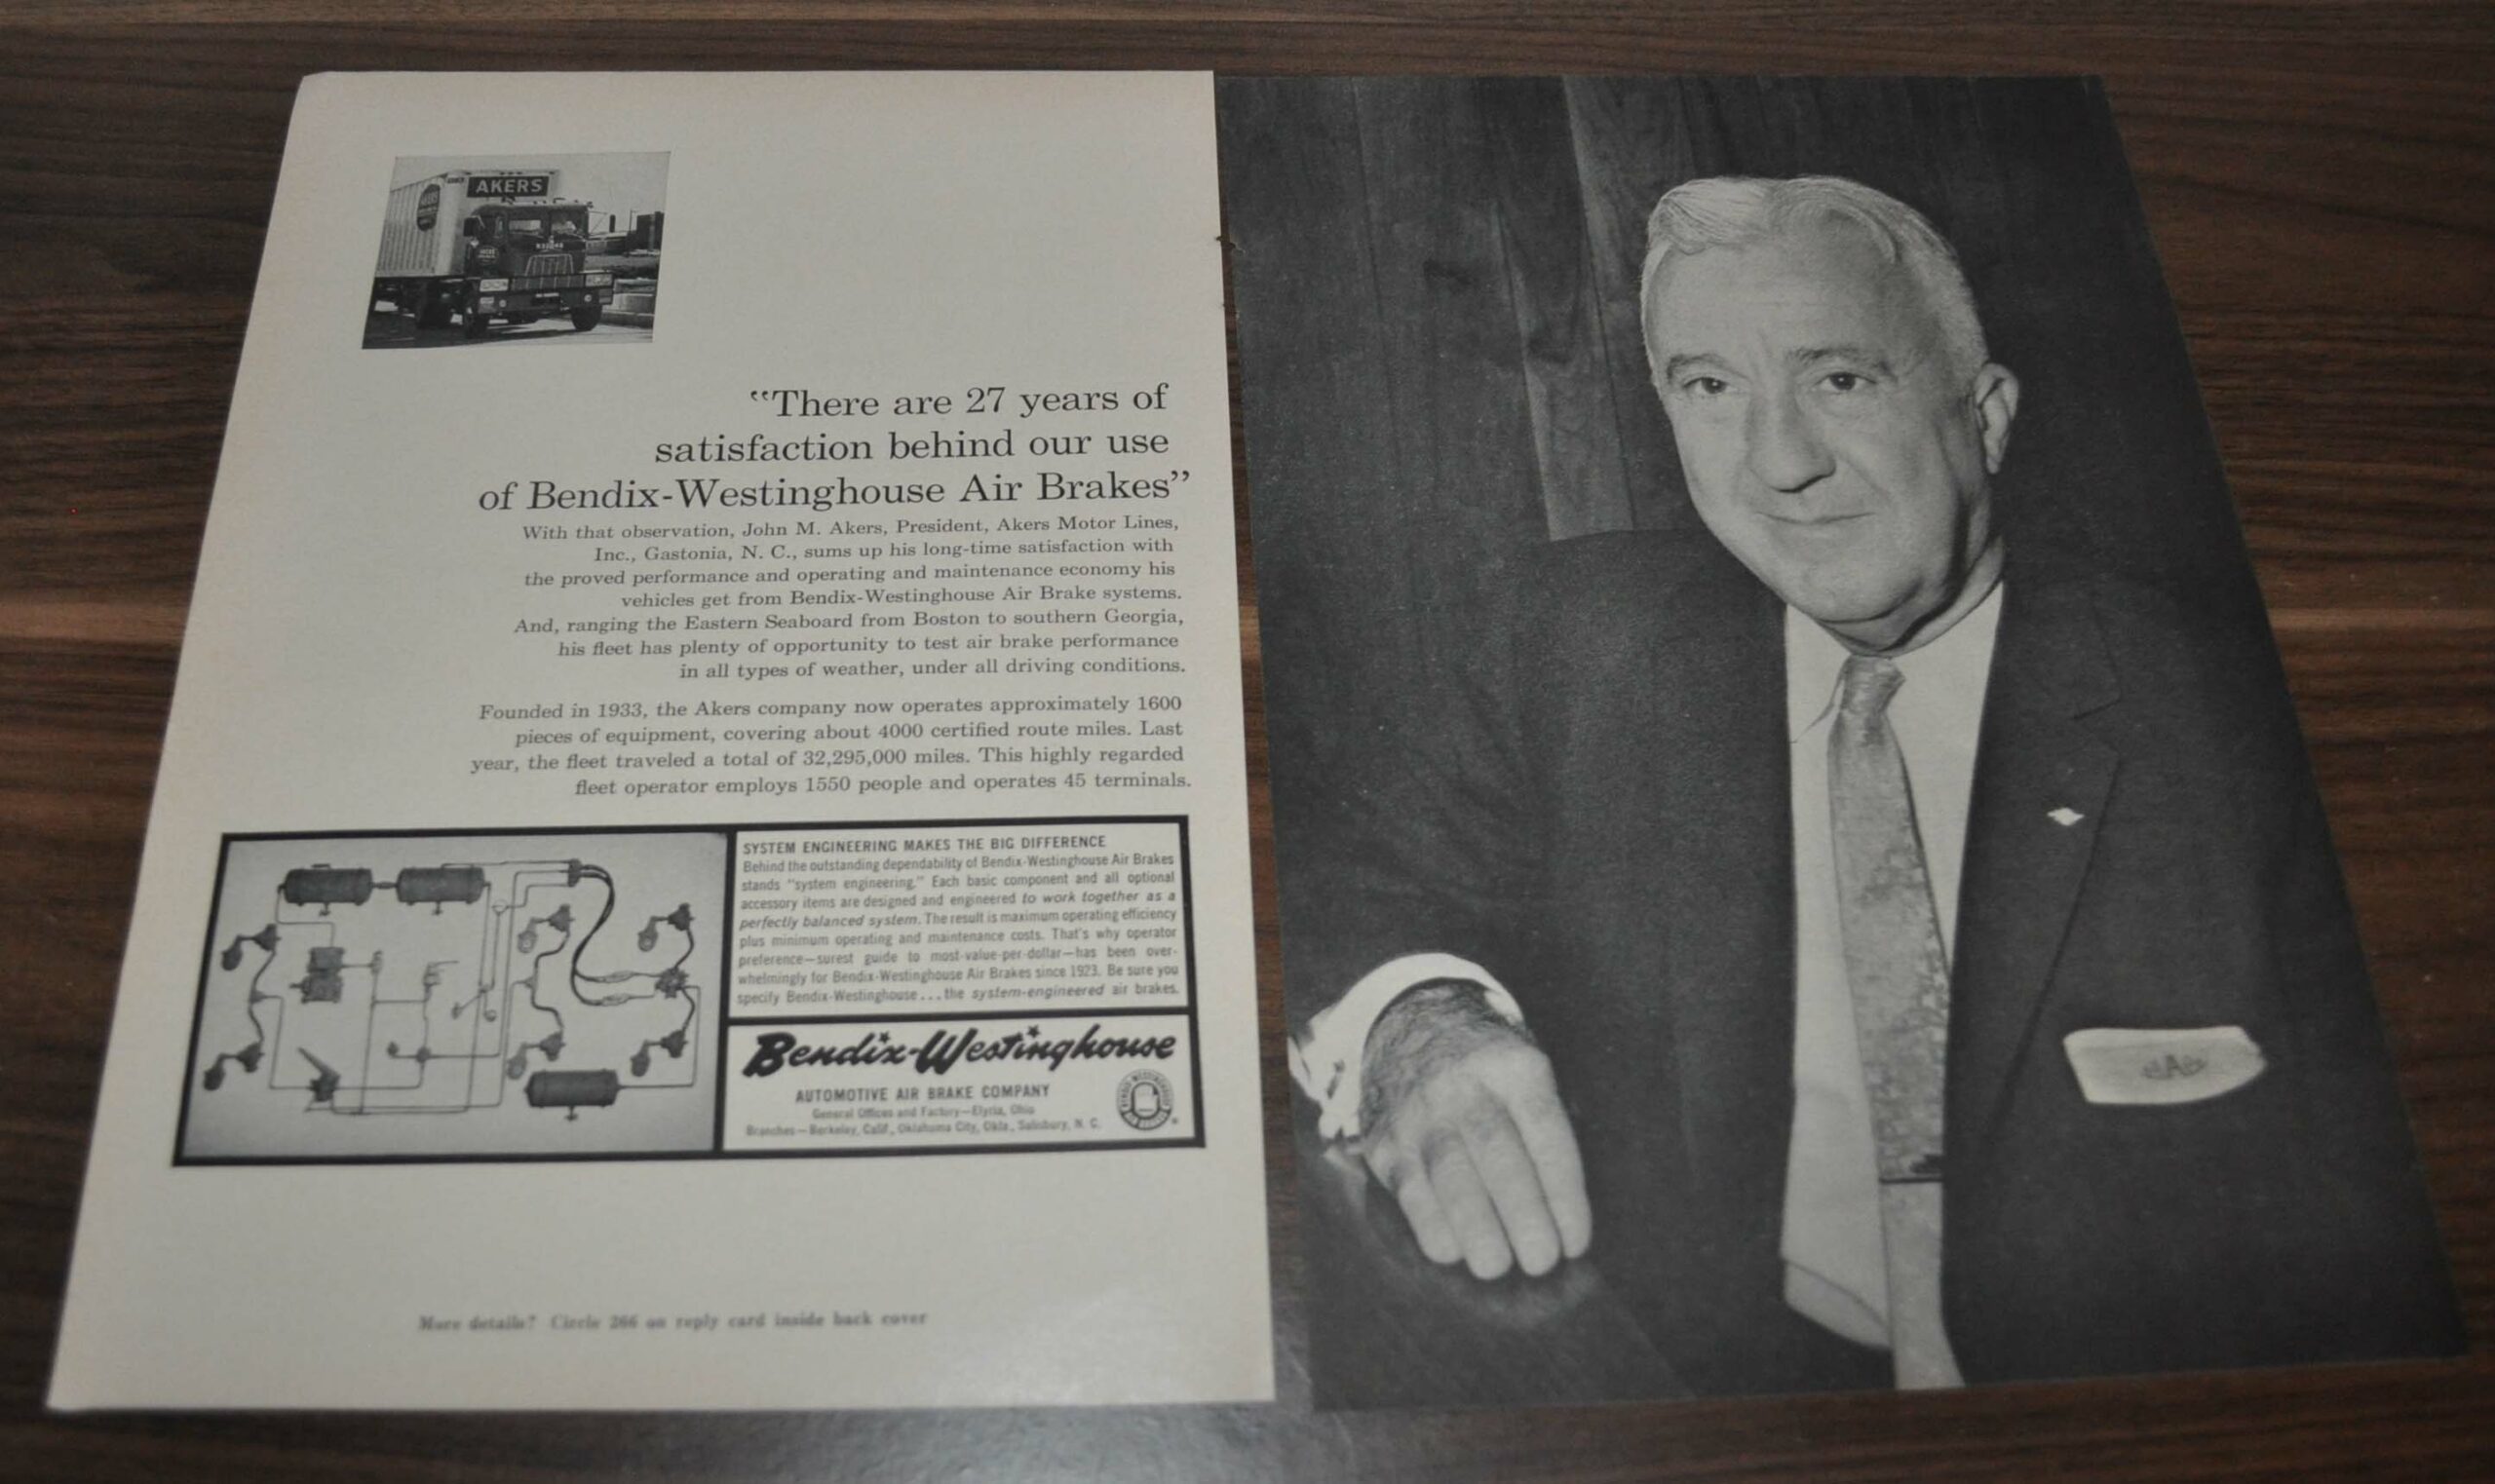 AKERS
"There are 27 years of
satisfaction behind our use
of Bendix-Westinghouse Air Brakes"
With that observation, John M. Akers, President, Akers Motor Lines,
Inc., Gastonia, N. C., sums up his long-time satisfaction with
the proved performance and operating and maintenance economy his
vehicles get from Bendix-Westinghouse Air Brake systems.
And, ranging the Eastern Seaboard from Boston to southern Georgia,
his fleet has plenty of opportunity to test air brake performance
in all types of weather, under all driving conditions.
Founded in 1933, the Akers company now operates approximately 1600
pieces of equipment, covering about 4000 certified route miles. Last
year, the fleet traveled a total of 32,295,000 miles. This highly regarded
fleet operator employs 1550 people and operates 45 terminals.
SYSTEM ENGINEERING MAKES THE BIG DIFFERENCE
Behind the outstanding dependability of Bendix-Westinghouse Air Brakes
stands "system engineering." Each basic component and all optional
accessory items are designed and engineered to work together as a
perfectly balanced system. The result is maximum operating efficiency
plus minimum operating and maintenance costs. That's why operator
preference—surest guide to most-value-per-dollar—has been over-
whelmingly for Bendix-Westinghouse Air Brakes since 1923. Be sure you
specify Bendix-Westinghouse...the system-engineered air brakes.
Bendix-Westinghouse
AUTOMOTIVE AIR BRAKE COMPANY
General Offices and Factory—Elyria, Ohio
Branches—Berkeley, Calif., Oklahoma City, Okla., Salisbury, N. C.
More details? Circle 266 on reply card inside back cover